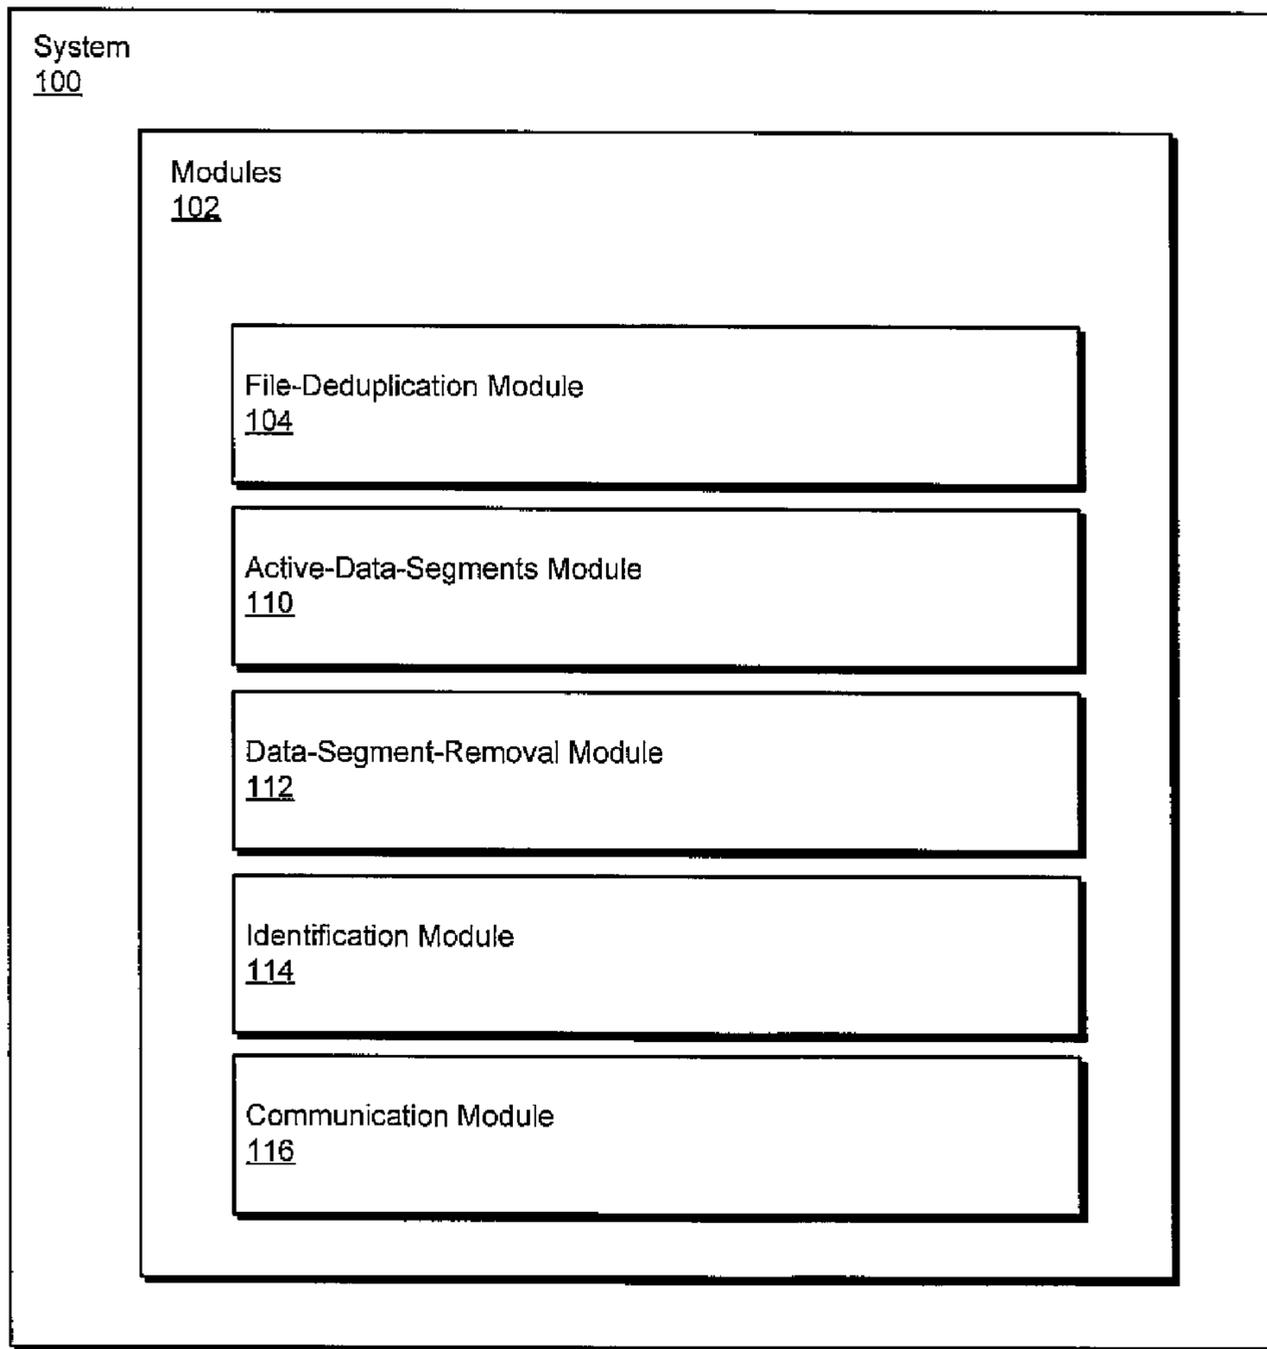 System
100
Modules
102
File-Deduplication Module
104
Active-Data-Segments Module
110
Data-Segment-Removal Module
112
Identification Module
114
Communication Module
116